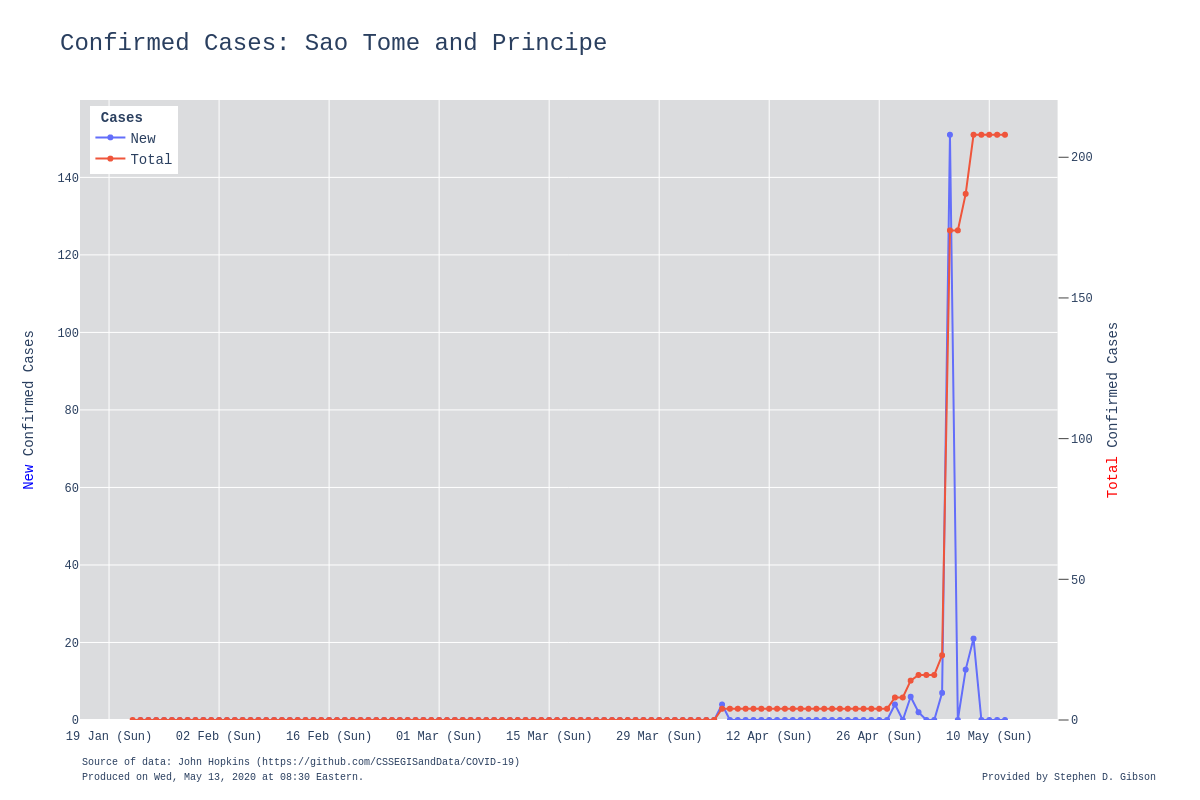 Confirmed Cases: Sao Tome and Principe
Cases
New
Total
140
120
100
80
60
40
20
0
New Confirmed Cases
200
150
100
50
0
Total Confirmed Cases
19 Jan (Sun) 02 Feb (Sun) 16 Feb (Sun) 01 Mar (Sun) 15 Mar (Sun) 29 Mar (Sun) 12 Apr (Sun) 26 Apr (Sun) 10 May (Sun)
Source of data: John Hopkins (https://github.com/CSSEGISandData/COVID-19)
Produced on Wed, May 13, 2020 at 08:30 Eastern.
Provided by Stephen D. Gibson